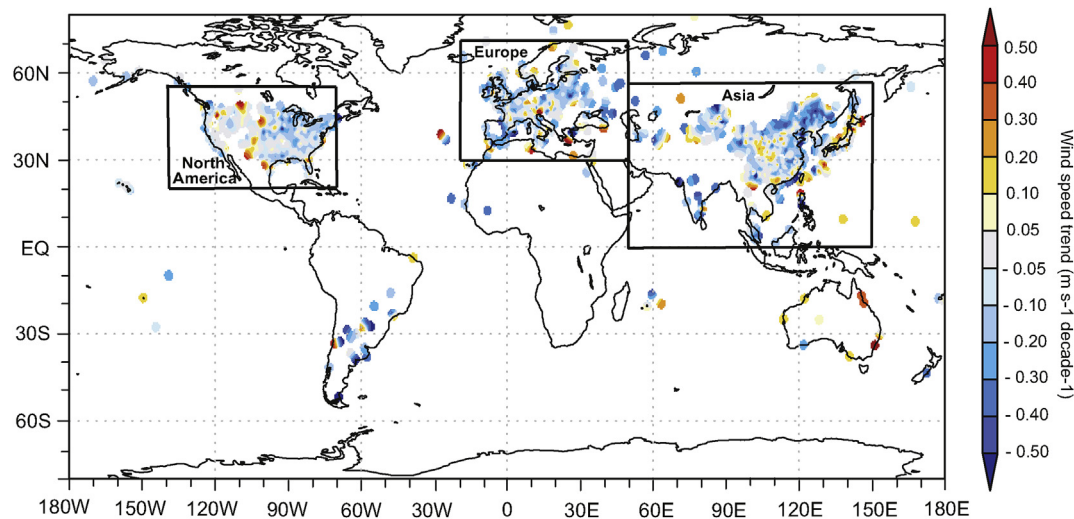 60N
30N
EQ
30S
60S
180W
150W
120W
90W
60W
30W
0
30E
60E
90E
120E
150E
180E
North
America
Europe
Asia
0.50
0.40
0.30
0.20
0.10
0.05
- 0.05
- 0.10
- 0.20
- 0.30
- 0.40
- 0.50
Wind speed trend (m s-1 decade-1)